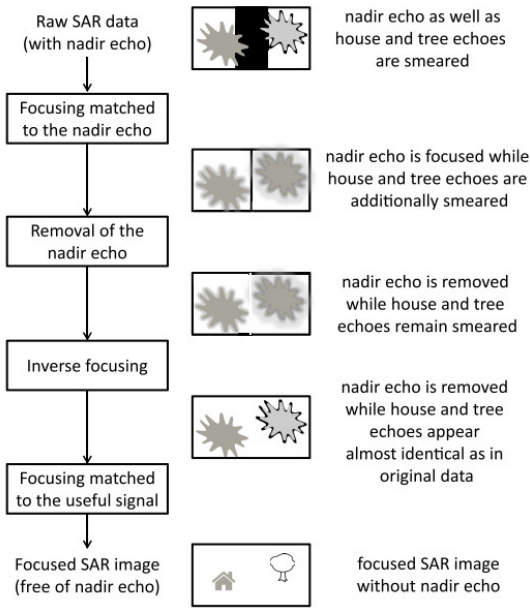 Raw SAR data
(with nadir echo)
nadir echo as well as
house and tree echoes
are smeared
Focusing matched
to the nadir echo
nadir echo is focused while
house and tree echoes are
additionally smeared
Removal of the
nadir echo
nadir echo is removed
while house and tree
echoes remain smeared
Inverse focusing
nadir echo is removed
while house and tree
echoes appear
almost identical as in
original data
Focusing matched
to the useful signal
Focused SAR image
(free of nadir echo)
focused SAR image
without nadir echo